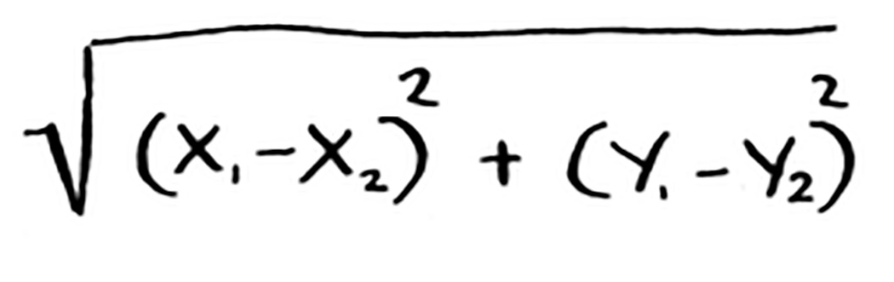 √((X₁-X₂)² + (Y₁-Y₂)²)